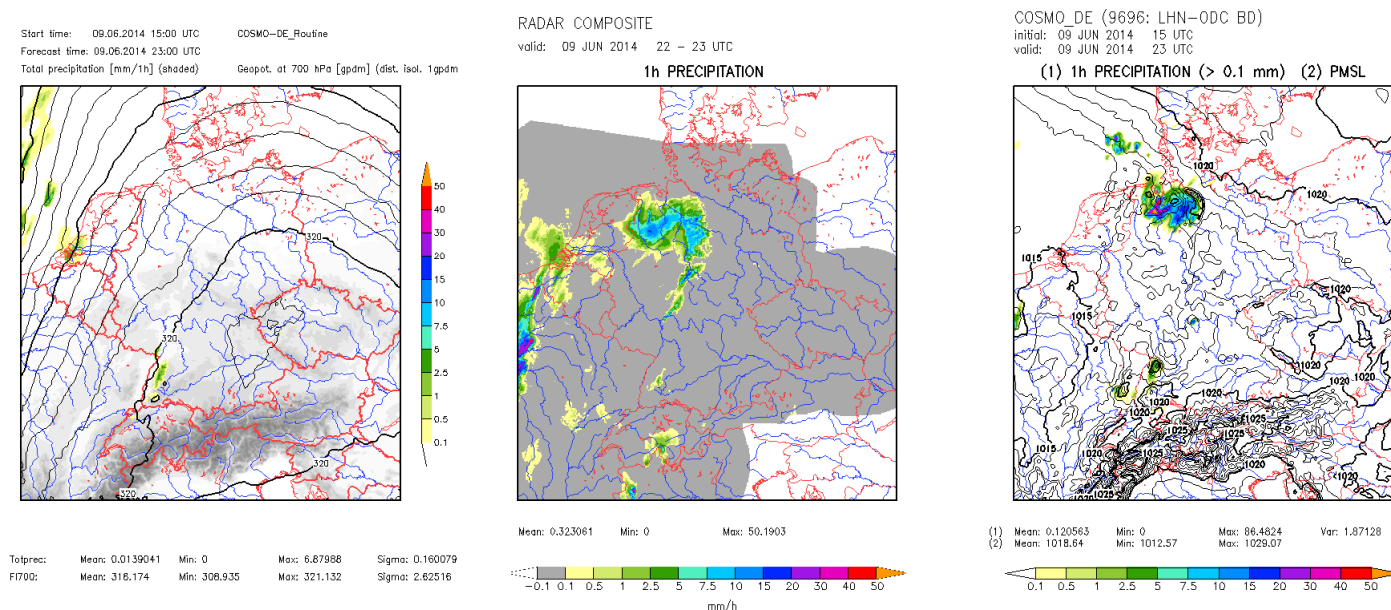 Start time: 09.06.2014 15:00 UTC COSMO-DE_Routine
Forecast time: 09.06.2014 23:00 UTC
Total precipitation [mm/1h] (shaded) Geopot. at 700 hPa [gpdm] (dist. isol. 1gpdm
320
320
320
320
50
40
30
20
15
10
7.5
5
2.5
1
0.5
0.1
Totprec: Mean: 0.0139041 Min: 0 Max: 6.87988 Sigma: 0.160079
FI700: Mean: 316.174 Min: 308.935 Max: 321.132 Sigma: 2.62516
RADAR COMPOSITE
valid: 09 JUN 2014 22 - 23 UTC
1h PRECIPITATION
Mean: 0.323061 Min: 0 Max: 50.1903
-0.1 0.1 0.5 1 2.5 5 7.5 10 15 20 30 40 50
mm/h
COSMO_DE (9696: LHN-ODC BD)
initial: 09 JUN 2014 15 UTC
valid: 09 JUN 2014 23 UTC
(1) 1h PRECIPITATION (> 0.1 mm) (2) PMSL
1020
1020
1015
1020
1015
1020
1020
1020
1020
1020
1025
1025
1025
1015
1020
1020
1025
1020
1020
(1) Mean: 0.120563 Min: 0 Max: 86.4824 Var: 1.87128
(2) Mean: 1018.64 Min: 1012.57 Max: 1029.07
0.1 0.5 1 2.5 5 7.5 10 15 20 30 40 50